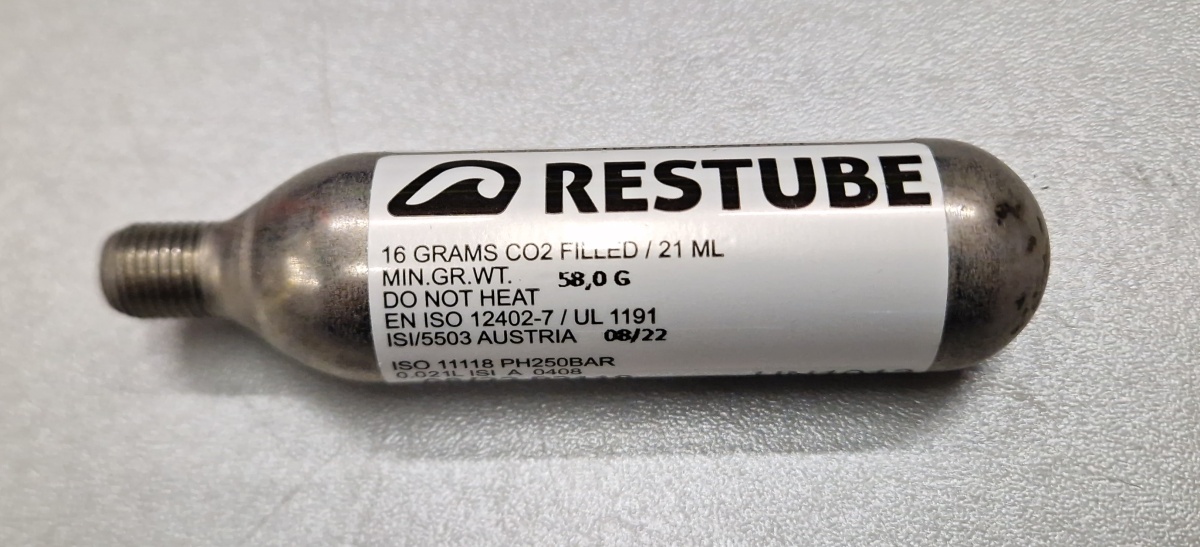 RESTUBE
16 GRAMS CO2 FILLED / 21 ML
MIN.GR.WT. 58,0 G
DO NOT HEAT
EN ISO 12402-7 / UL 1191
ISI/5503 AUSTRIA 08/22
ISO 11118 PH250BAR
0.021L ISI A 0408